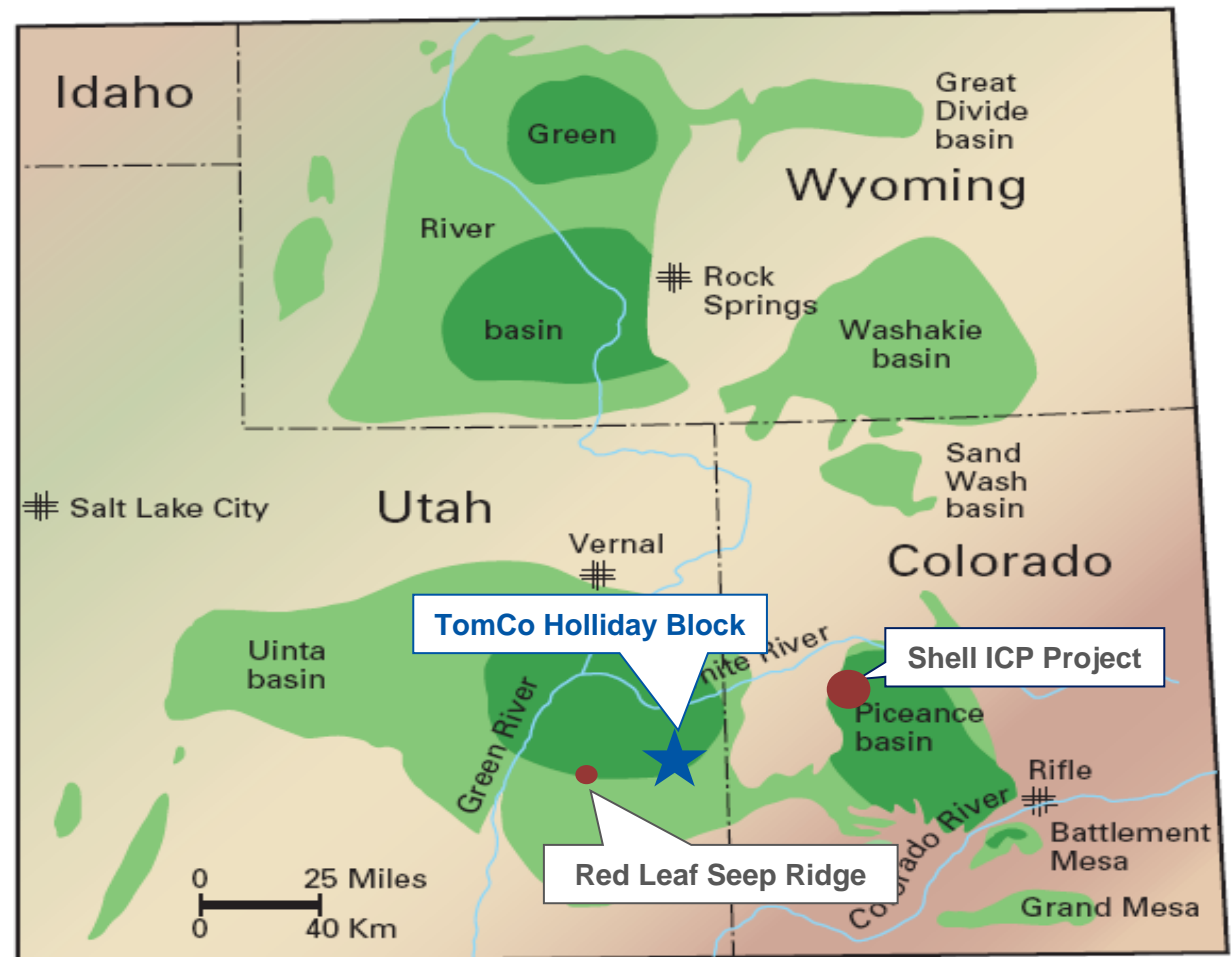 Idaho
Great
Divide
basin
Green
Wyoming
River
Rock
Springs
basin
Washakie
basin
Sand
Wash
basin
Salt Lake City
Utah
Vernal
Colorado
TomCo Holliday Block
River
Shell ICP Project
Uinta
basin
Piceance
basin
Green River
Rifle
Colorado River
Battlement
Mesa
Red Leaf Seep Ridge
0 25 Miles
0 40 Km
Grand Mesa